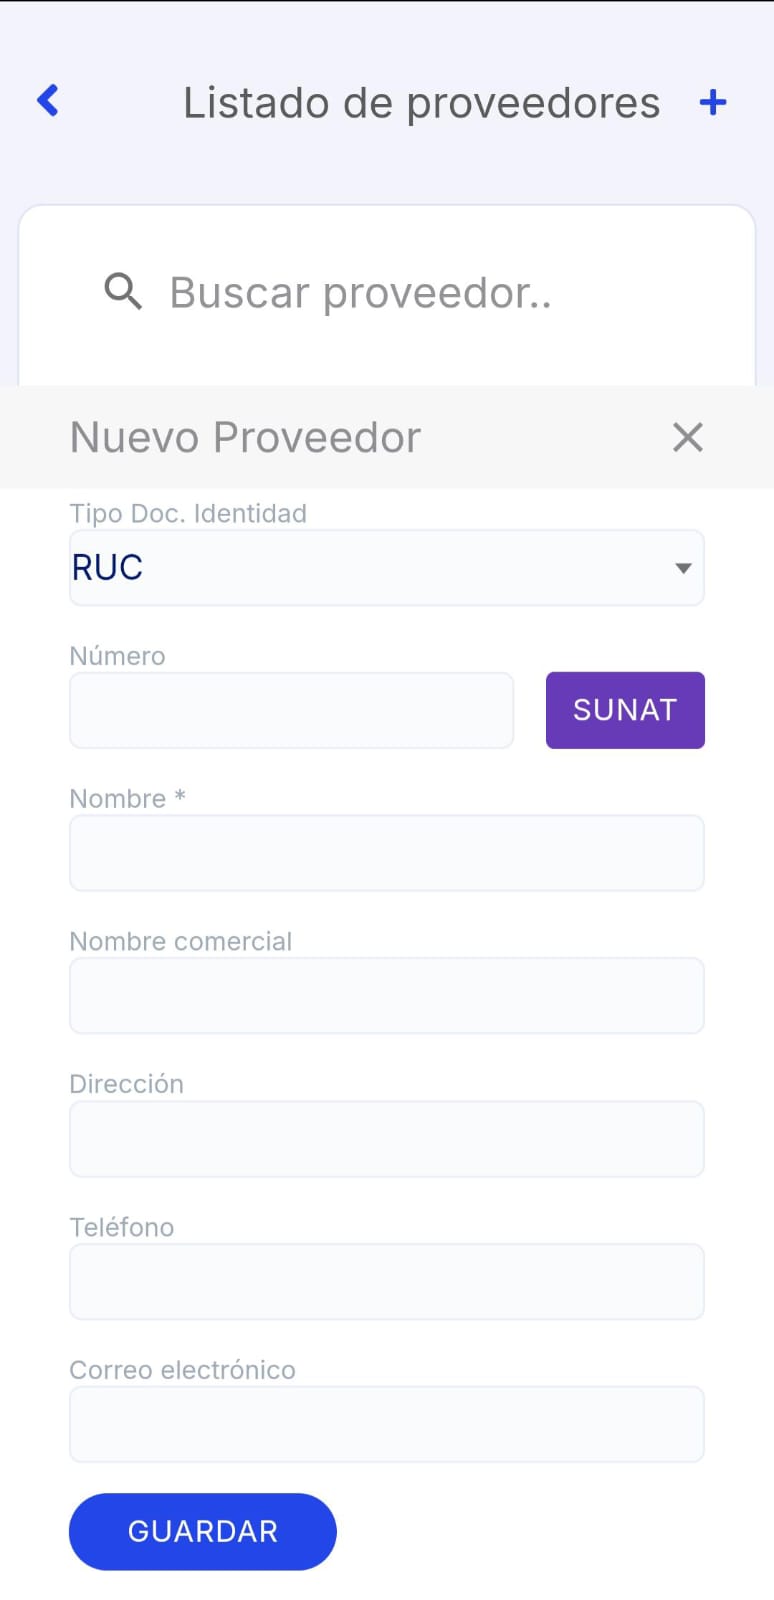 Listado de proveedores
Buscar proveedor..
Nuevo Proveedor
Tipo Doc. Identidad
RUC
Número
SUNAT
Nombre *
Nombre comercial
Dirección
Teléfono
Correo electrónico
GUARDAR